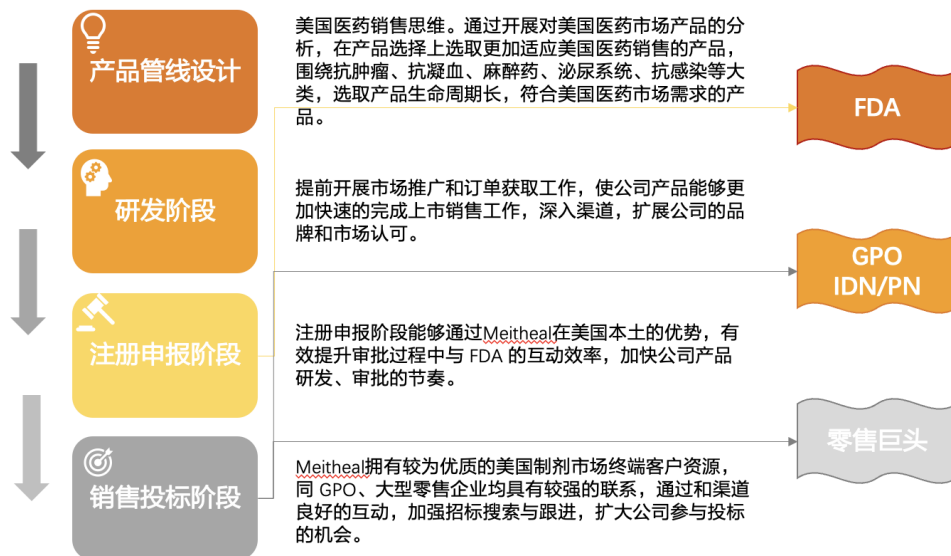 产品管线设计
美国医药销售思维。通过开展对美国医药市场产品的分
析，在产品选择上选取更加适应美国医药销售的产品，
围绕抗肿瘤、抗凝血、麻醉药、泌尿系统、抗感染等大
类，选取产品生命周期长，符合美国医药市场需求的产
品。
FDA
研发阶段
提前开展市场推广和订单获取工作，使公司产品能够更
加快速的完成上市销售工作，深入渠道，扩展公司的品
牌和市场认可。
GPO
IDN/PN
注册申报阶段
注册申报阶段能够通过Meitheal在美国本土的优势，有
效提升审批过程中与 FDA 的互动效率，加快公司产品
研发、审批的节奏。
零售巨头
销售投标阶段
Meitheal拥有较为优质的美国制剂市场终端客户资源，
同 GPO、大型零售企业均具有较强的联系，通过和渠道
良好的互动，加强招标搜索与跟进，扩大公司参与投标
的机会。